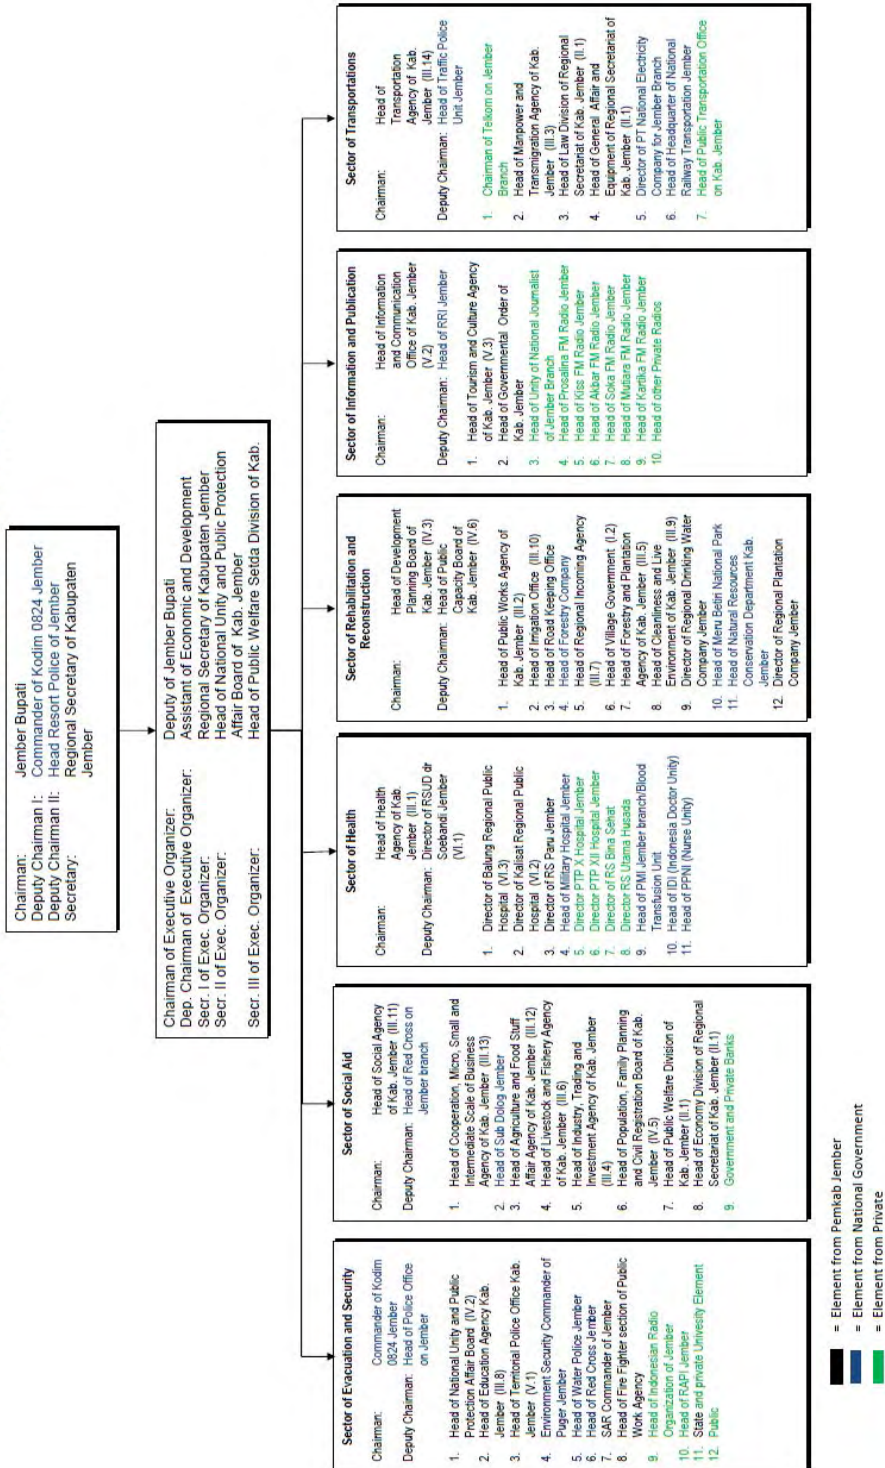 Chairman: Jember Bupati
Deputy Chairman I: Commander of Kodim 0824 Jember
Deputy Chairman II: Head Resort Police of Jember
Secretary: Regional Secretary of Kabupaten
Jember
Chairman of Executive Organizer: Deputy of Jember Bupati
Dep. Chairman of Executive Organizer: Assistant of Economic and Development
Secr. I of Exec. Organizer: Regional Secretary of Kabupaten Jember
Secr. II of Exec. Organizer: Head of National Unity and Public Protection
Affair Board of Kab. Jember
Secr. III of Exec. Organizer: Head of Public Welfare Setda Division of Kab.
Sector of Evacuation and Security
Chairman: Commander of Kodim
0824 Jember
Deputy Chairman: Head of Police Office
on Jember
1. Head of National Unity and Public
Protection Affair Board (IV.2)
2. Head of Education Agency Kab.
Jember (III.8)
3. Head of Territorial Police Office Kab.
Jember (V.1)
4. Environment Security Commander of
Puger Jember
5. Head of Water Police Jember
6. Head of Red Cross Jember
7. SAR Commander of Jember
8. Head of Fire Fighter section of Public
Work Agency
9. Head of Indonesian Radio
Organization of Jember
10. Head of RAPI Jember
11. State and private Univesity Element
12. Public
Sector of Social Aid
Chairman: Head of Social Agency
of Kab. Jember (III.11)
Deputy Chairman: Head of Red Cross on
Jember branch
1. Head of Cooperation, Micro, Small and
Intermediate Scale of Business
Agency of Kab. Jember (III.13)
2. Head of Sub Dolog Jember
3. Head of Agriculture and Food Stuff
Affair Agency of Kab. Jember (III.12)
4. Head of Livestock and Fishery Agency
of Kab. Jember (III.6)
5. Head of Industry, Trading and
Investment Agency of Kab. Jember
(III.4)
6. Head of Population, Family Planning
and Civil Registration Board of Kab.
Jember (IV.5)
7. Head of Public Welfare Division of
Kab. Jember (II.1)
8. Head of Economy Division of Regional
Secretariat of Kab. Jember (II.1)
9. Government and Private Banks
Sector of Health
Chairman: Head of Health
Agency of Kab.
Jember (III.1)
Deputy Chairman: Director of RSUD dr
Soebandi Jember
(VI.1)
1. Director of Balung Regional Public
Hospital (VI.3)
2. Director of Kalisat Regional Public
Hospital (VI.2)
3. Director of RS Paru Jember
4. Head of Military Hospital Jember
5. Director PTP X Hospital Jember
6. Director PTP XII Hospital Jember
7. Director of RS Bina Sehat
8. Director RS Utama Husada
9. Head of PMI Jember branch/Blood
Transfusion Unit
10. Head of IDI (Indonesia Doctor Unity)
11. Head of PPNI (Nurse Unity)
Sector of Rehabilitation and
Reconstruction
Chairman: Head of Development
Planning Board of
Kab. Jember (IV.3)
Deputy Chairman: Head of Public
Capacity Board of
Kab. Jember (IV.6)
1. Head of Public Works Agency of
Kab. Jember (III.2)
2. Head of Irrigation Office (III.10)
3. Head of Road Keeping Office
4. Head of Forestry Company
5. Head of Regional Incoming Agency
(III.7)
6. Head of Village Government (I.2)
7. Head of Forestry and Plantation
Agency of Kab. Jember (III.5)
8. Head of Cleanliness and Live
Environment of Kab. Jember (III.9)
9. Director of Regional Drinking Water
Company Jember
10. Head of Meru Betiri National Park
11. Head of Natural Resources
Conservation Department Kab.
Jember
12. Director of Regional Plantation
Company Jember
Sector of Information and Publication
Chairman: Head of Information
and Communication
Office of Kab. Jember
(V.2)
Deputy Chairman: Head of RRI Jember
1. Head of Tourism and Culture Agency
of Kab. Jember (V.3)
2. Head of Governmental Order of
Kab. Jember
3. Head of Unity of National Journalist
of Jember Branch
4. Head of Prosalina FM Radio Jember
5. Head of Kiss FM Radio Jember
6. Head of Akbar FM Radio Jember
7. Head of Soka FM Radio Jember
8. Head of Mutiara FM Radio Jember
9. Head of Kartika FM Radio Jember
10. Head of other Private Radios
Sector of Transportations
Chairman: Head of
Transportation
Agency of Kab.
Jember (III.14)
Deputy Chairman: Head of Traffic Police
Unit Jember
1. Chairman of Telkom on Jember
Branch
2. Head of Manpower and
Transmigration Agency of Kab.
Jember (III.3)
3. Head of Law Division of Regional
Secretariat of Kab. Jember (II.1)
4. Head of General Affair and
Equipment of Regional Secretariat of
Kab. Jember (II.1)
5. Director of PT National Electricity
Company for Jember Branch
6. Head of Headquarter of National
Railway Transportation Jember
7. Head of Public Transportation Office
on Kab. Jember
= Element from Pemkab Jember
= Element from National Government
= Element from Private